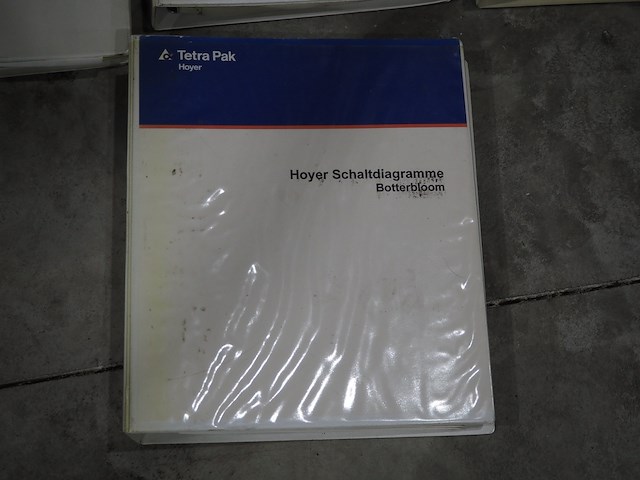 Tetra Pak
Hoyer
Hoyer Schaltdiagramme
Botterbloom